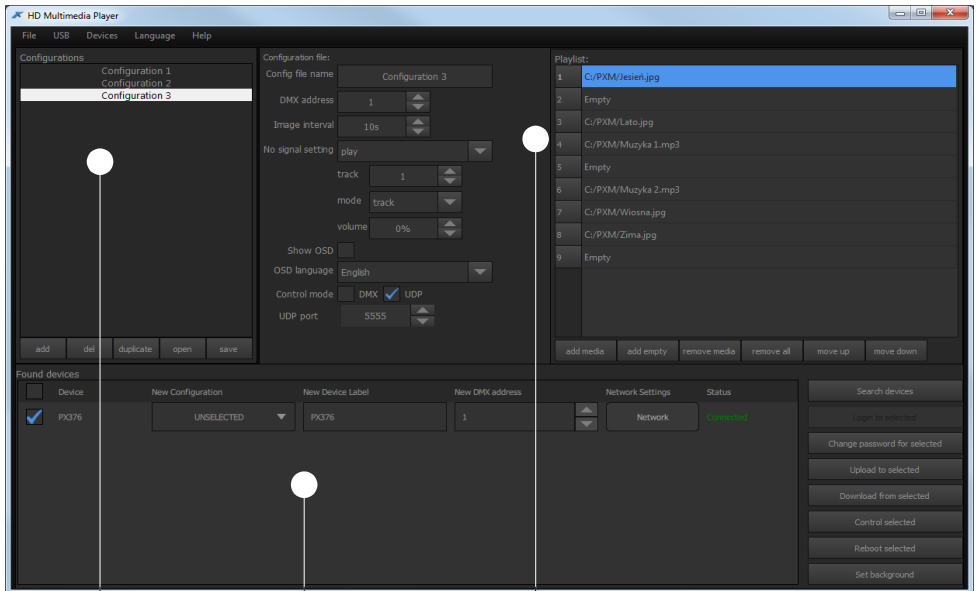 HD Multimedia Player
File USB Devices Language Help
Configurations
Configuration 1
Configuration 2
Configuration 3
add del duplicate open save
Configuration file:
Config file name Configuration 3
DMX address 1
Image interval 10s
No signal setting play
track 1
mode track
volume 0%
Show OSD
OSD language English
Control mode DMX UDP
UDP port 5555
Playlist:
1 C:/PXM/Jesień.jpg
2 Empty
3 C:/PXM/Lato.jpg
4 C:/PXM/Muzyka 1.mp3
5 Empty
6 C:/PXM/Muzyka 2.mp3
7 C:/PXM/Wiosna.jpg
8 C:/PXM/Zima.jpg
9 Empty
add media add empty remove media remove all move up move down
Found devices
Device New Configuration New Device Label New DMX address Network Settings Status
PX376 UNSELECTED PX376 1 Network Connected
Search devices
Login to selected
Change password for selected
Upload to selected
Download from selected
Control selected
Reboot selected
Set background